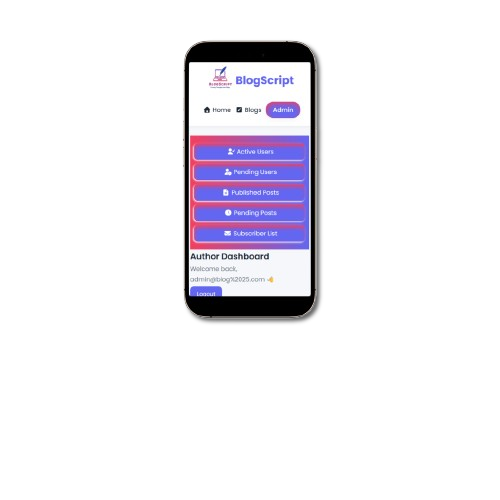 BlogScript
BLOGSCRIPT
Home
Blogs
Admin
Active Users
Pending Users
Published Posts
Pending Posts
Subscriber List
Author Dashboard
Welcome back,
admin@blog%2025.com 👋
Logout